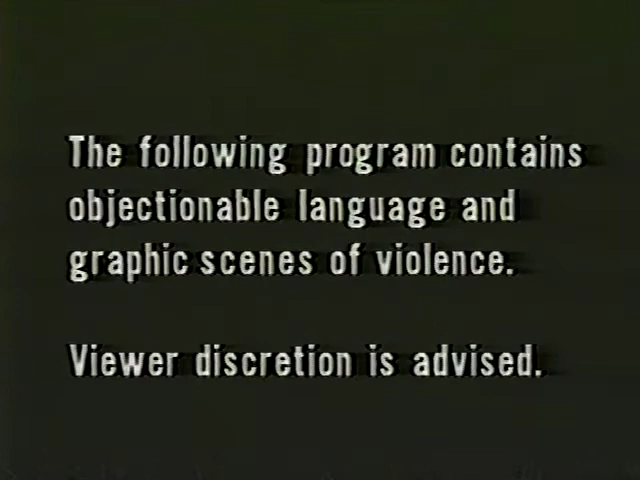 The following program contains
objectionable language and
graphic scenes of violence.
Viewer discretion is advised.